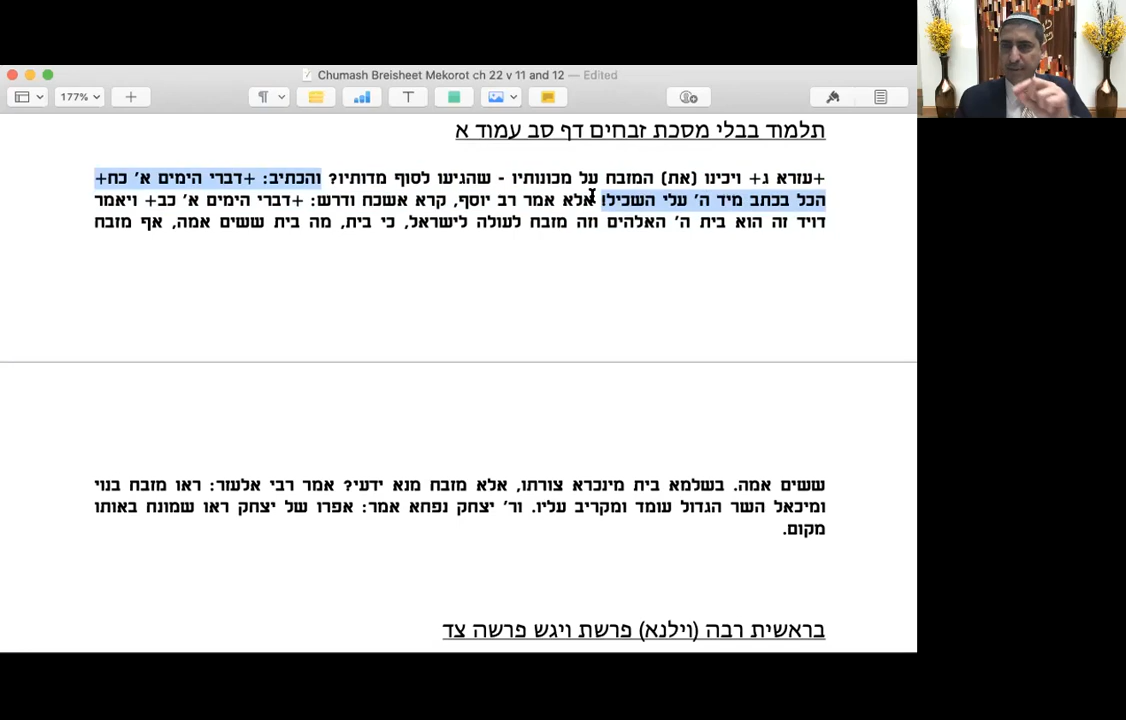 Chumash Breisheet Mekorot ch 22 v 11 and 12 — Edited
177%
תלמוד בבלי מסכת זבחים דף סב עמוד א
+עזרא ג+ ויכינו (את) המזבח על מכונותיו - שהגיעו לסוף מדותיו? והכתיב: +דברי הימים א' כח+
הכל בכתב מיד ה' עלי השכיל! אלא אמר רב יוסף, קרא אשכח ודרש: +דברי הימים א' כב+ ויאמר
דויד זה הוא בית ה' האלהים וזה מזבח לעולה לישראל, כי בית, מה בית ששים אמה, אף מזבח
ששים אמה. בשלמא בית מינכרא צורתו, אלא מזבח מנא ידעי? אמר רבי אלעזר: ראו מזבח בנוי
ומיכאל השר הגדול עומד ומקריב עליו. ור' יצחק נפחא אמר: אפרו של יצחק ראו שמונח באותו
מקום.
בראשית רבה (וילנא) פרשת ויגש פרשה צד